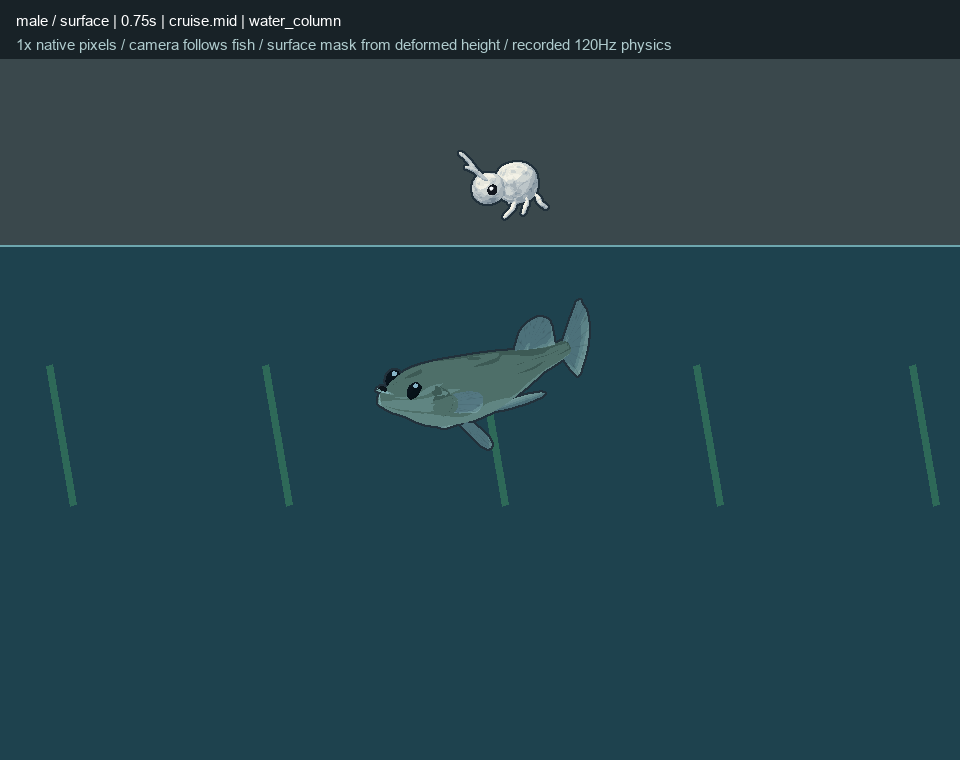 male / surface | 0.75s | cruise.mid | water_column
1x native pixels / camera follows fish / surface mask from deformed height / recorded 120Hz physics